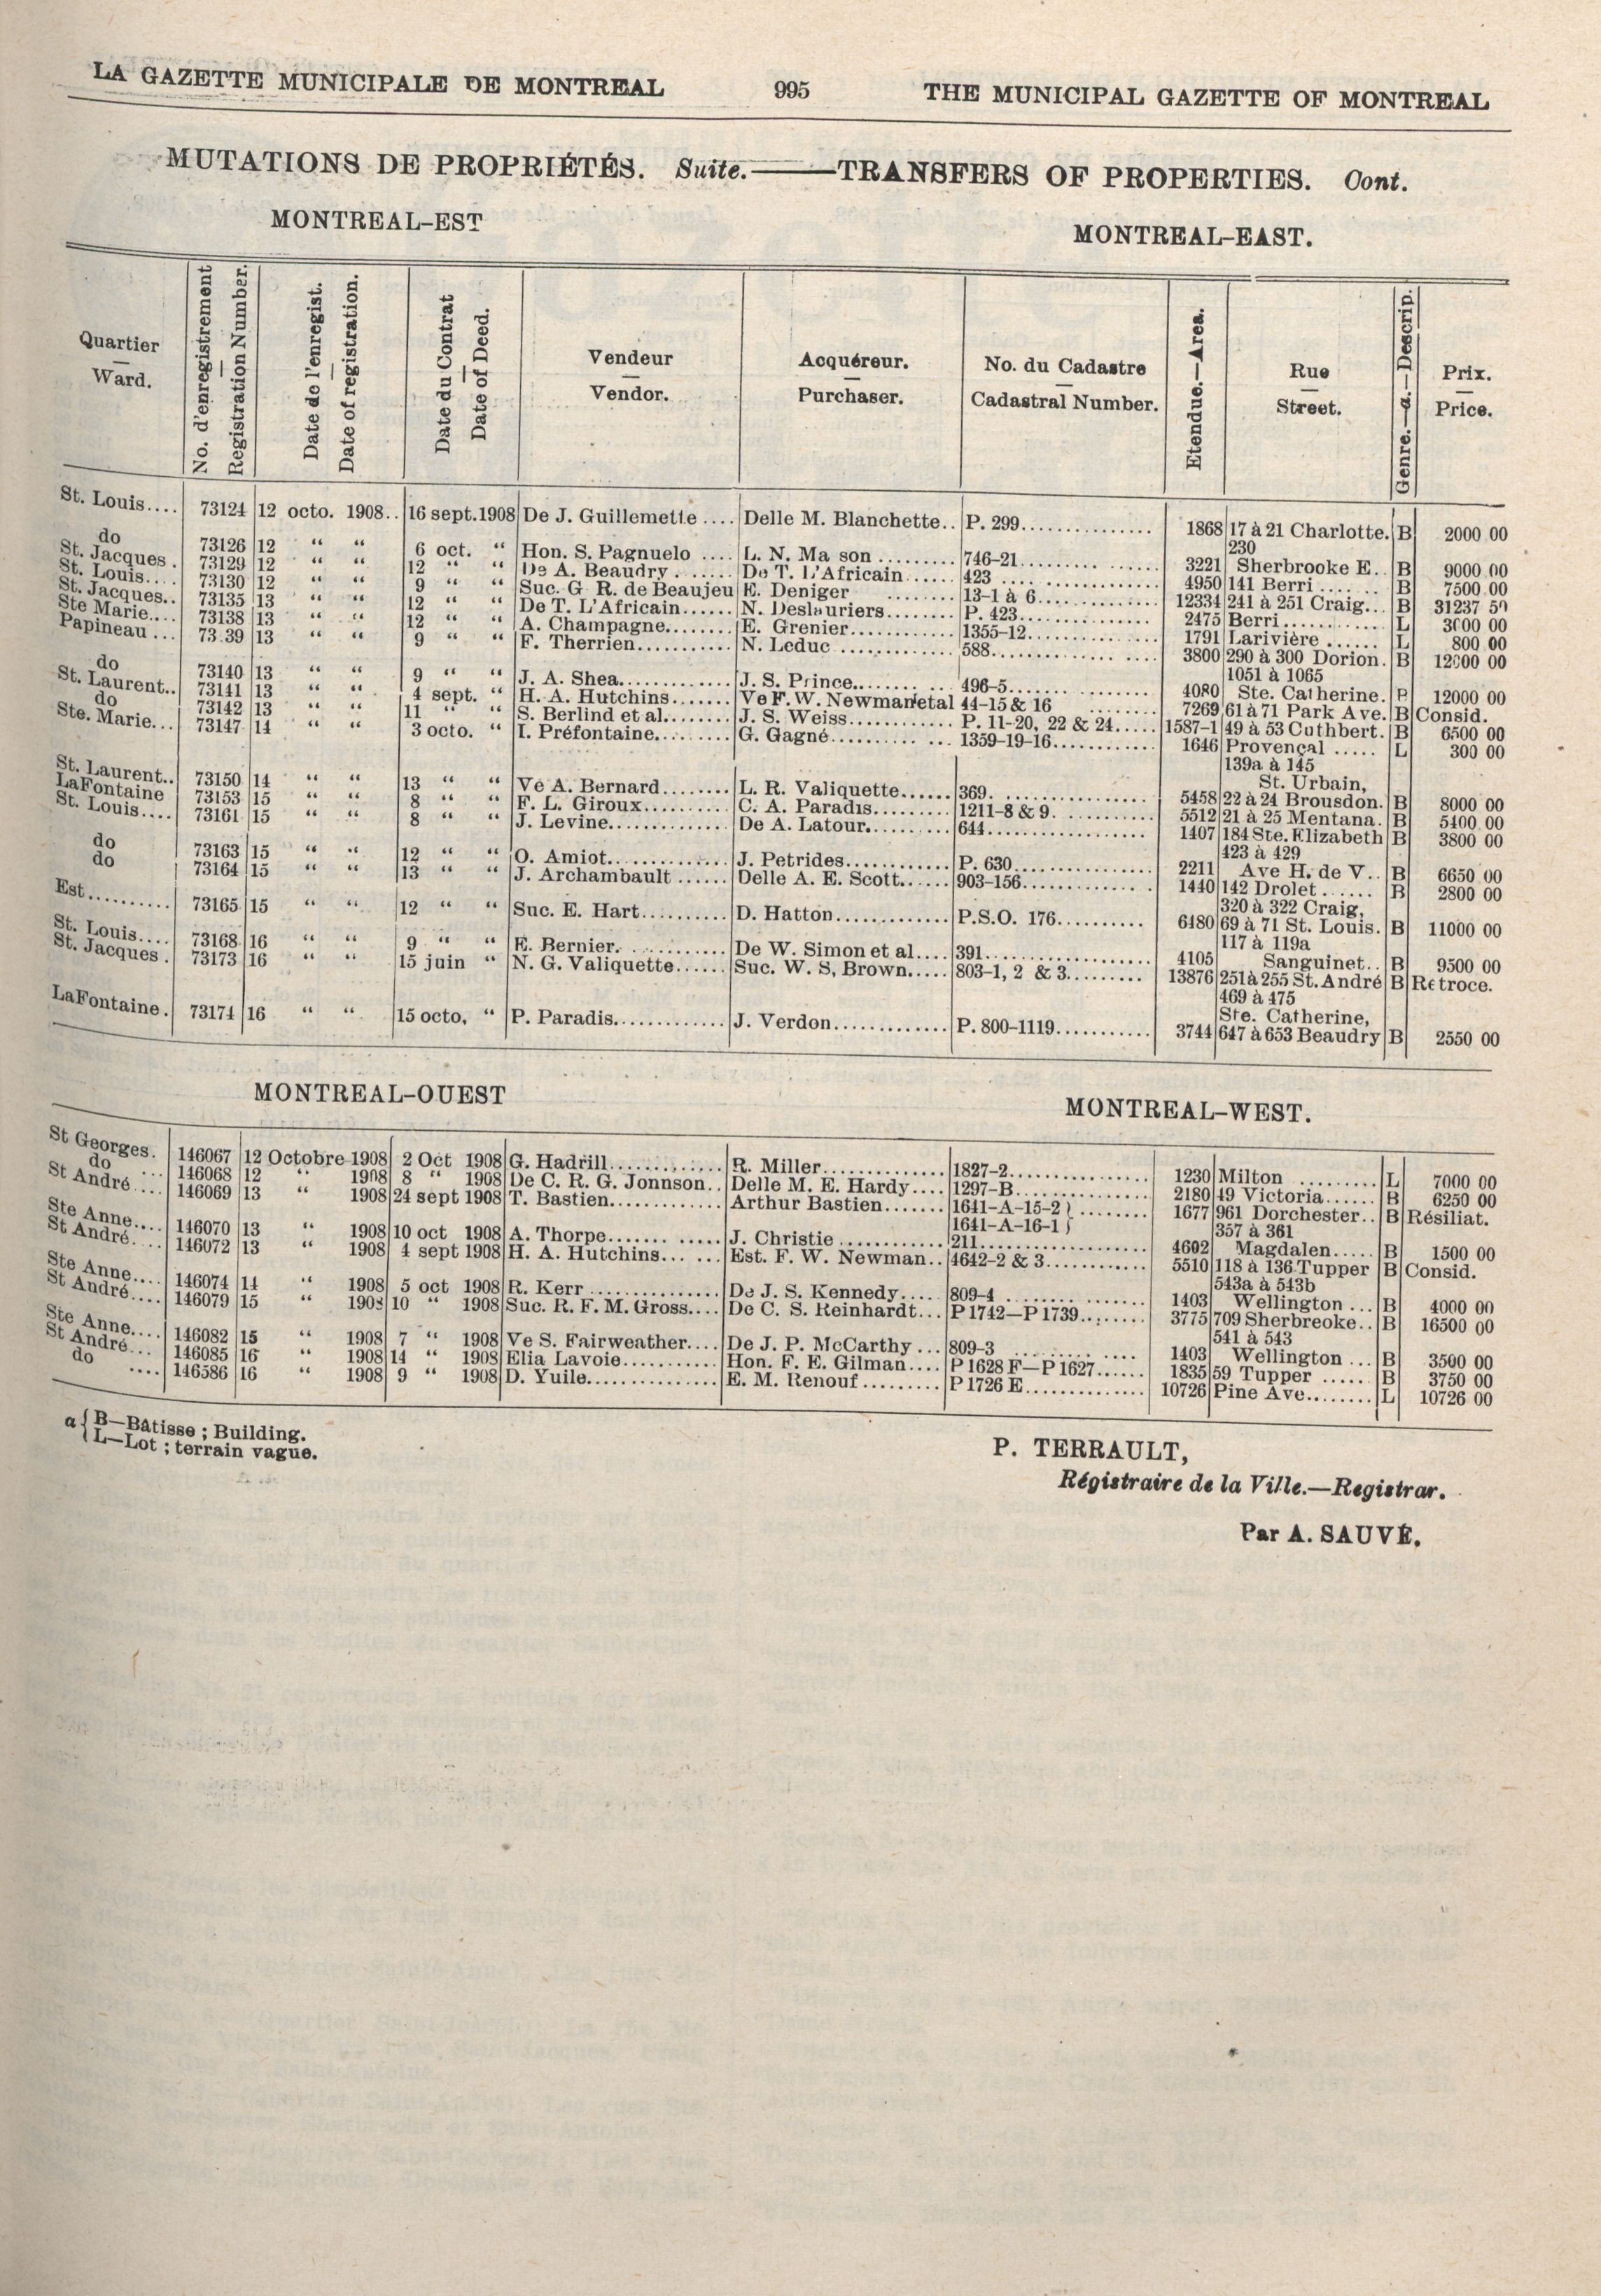 LA GAZETTE MUNICIPALE DE MONTREAL 995 THE MUNICIPAL GAZETTE OF MONTREAL
MUTATIONS DE PROPRIÉTÉS. Suite.——TRANSFERS OF PROPERTIES. Cont.
MONTREAL-EST MONTREAL-EAST.
Quartier — Ward. No. d'enregistrement — Registration Number. Date de l'enregist. — Date of registration. Date du Contrat — Date of Deed. Vendeur — Vendor. Acquéreur. — Purchaser. No. du Cadastre — Cadastral Number. Etendue.—Area. Rue — Street. Genre.—a.—Descrip. Prix. — Price.
St. Louis.... 73124 12 octo. 1908.. 16 sept.1908 De J. Guillemette .... Delle M. Blanchette.. P. 299.............. 1868 17 à 21 Charlotte. B 2000 00
230
do 73126 12 “ “ 6 oct. “ Hon. S. Pagnuelo .... L. N. Ma son ......... 746-21.............. 3221 Sherbrooke E.. B 9000 00
St. Jacques . 73129 12 “ “ 12 “ “ De A. Beaudry ....... De T. L'Africain...... 423 .............. 4950 141 Berri ....... B 7500 00
St. Louis.... 73130 12 “ “ 9 “ “ Suc. G R. de Beaujeu E. Deniger ........ 13-1 à 6.............. 12334 241 à 251 Craig... B 31237 50
St. Jacques.. 73135 13 “ “ 12 “ “ De T. L'Africain...... N. Deslauriers........ P. 423.............. 2475 Berri............ L 3000 00
Ste Marie.... 73138 13 “ “ 12 “ “ A. Champagne........ E. Grenier............ 1355-12.............. 1791 Larivière ...... L 800 00
Papineau ... 73.39 13 “ “ 9 “ “ F. Therrien........... N. Leduc ............. 588.............. 3800 290 à 300 Dorion. B 12000 00
1051 à 1065
do 73140 13 “ “ 9 “ “ J. A. Shea............. J. S. Prince............ 496-5.............. 4080 Ste. Catherine. B 12000 00
St. Laurent.. 73141 13 “ “ 4 sept. “ H. A. Hutchins....... Ve F. W. Newman et al 44-15 & 16 ........ 7269 61 à 71 Park Ave. B Consid.
do 73142 13 “ “ 11 “ “ S. Berlind et al........ J. S. Weiss............ P. 11-20, 22 & 24..... 1587-1 49 à 53 Cuthbert. B 6500 00
Ste. Marie... 73147 14 “ “ 3 octo. “ I. Préfontaine......... G. Gagné............. 1359-19-16............ 1646 Provençal ..... L 300 00
139a à 145
St. Urbain,
St. Laurent.. 73150 14 “ “ 13 “ “ Ve A. Bernard........ L. R. Valiquette...... 369. .............. 5458 22 à 24 Brousdon. B 8000 00
LaFontaine 73153 15 “ “ 8 “ “ F. L. Giroux.......... C. A. Paradis......... 1211-8 & 9. .......... 5512 21 à 25 Mentana. B 5400 00
St. Louis.... 73161 15 “ “ 8 “ “ J. Levine............. De A. Latour.......... 644.............. 1407 184 Ste. Elizabeth B 3800 00
423 à 429
do 73163 15 “ “ 12 “ “ O. Amiot............. J. Petrides............ P. 630.............. 2211 Ave H. de V.. B 6650 00
do 73164 15 “ “ 13 “ “ J. Archambault ...... Delle A. E. Scott...... 903-156.............. 1440 142 Drolet ...... B 2800 00
320 à 322 Craig,
Est.......... 73165 15 “ “ 12 “ “ Suc. E. Hart.......... D. Hatton............. P.S.O. 176.......... 6180 69 à 71 St. Louis. B 11000 00
117 à 119a
St. Louis.... 73168 16 “ “ 9 “ “ E. Bernier............ De W. Simon et al.... 391.............. 4105 Sanguinet.. B 9500 00
St. Jacques . 73173 16 “ “ 15 juin “ N. G. Valiquette...... Suc. W. S, Brown..... 803-1, 2 & 3......... 13876 251à 255 St. André B Retroce.
469 à 475
Ste. Catherine,
LaFontaine. 73174 16 “ “ 15 octo, “ P. Paradis............. J. Verdon............. P. 800-1119........... 3744 647 à 653 Beaudry B 2550 00
MONTREAL-OUEST MONTREAL-WEST.
St Georges. 146067 12 Octobre 1908 2 Oct 1908 G. Hadrill............. R. Miller.............. 1827-2.............. 1230 Milton ......... L 7000 00
do ... 146068 12 “ 1908 8 “ 1908 De C. R. G. Jonnson.. Delle M. E. Hardy.... 1297-B.............. 2180 49 Victoria...... B 6250 00
St André.... 146069 13 “ 1908 24 sept 1908 T. Bastien............. Arthur Bastien....... 1641-A-15-2 } ........ 1677 961 Dorchester.. B Résiliat.
1641-A-16-1 } 357 à 361
Ste Anne.... 146070 13 “ 1908 10 oct 1908 A. Thorpe............. J. Christie ............ 211.............. 4602 Magdalen..... B 1500 00
St André.... 146072 13 “ 1908 4 sept 1908 H. A. Hutchins... ... Est. F. W. Newman.. 4642-2 & 3........... 5510 118 à 136 Tupper B Consid.
543a à 543b
Ste Anne.... 146074 14 “ 1908 5 oct 1908 R. Kerr .............. De J. S. Kennedy.... 809-4 .............. 1403 Wellington ... B 4000 00
St André.... 146079 15 “ 1908 10 “ 1908 Suc. R. F. M. Gross.... De C. S. Reinhardt... P 1742—P 1739........ 3775 709 Sherbreoke.. B 16500 00
541 à 543
Ste Anne.... 146082 15 “ 1908 7 “ 1908 Ve S. Fairweather.... De J. P. McCarthy ... 809-3 .............. 1403 Wellington ... B 3500 00
St André... 146085 16 “ 1908 14 “ 1908 Elia Lavoie........... Hon. F. E. Gilman.... P 1628 F—P 1627...... 1835 59 Tupper ...... B 3750 00
do .... 146586 16 “ 1908 9 “ 1908 D. Yuile............... E. M. Renouf......... P 1726 E.............. 10726 Pine Ave........ L 10726 00
a { B—Bâtisse ; Building.
L—Lot ; terrain vague.
P. TERRAULT,
Régistraire de la Ville.—Registrar.
Par A. SAUVÉ.